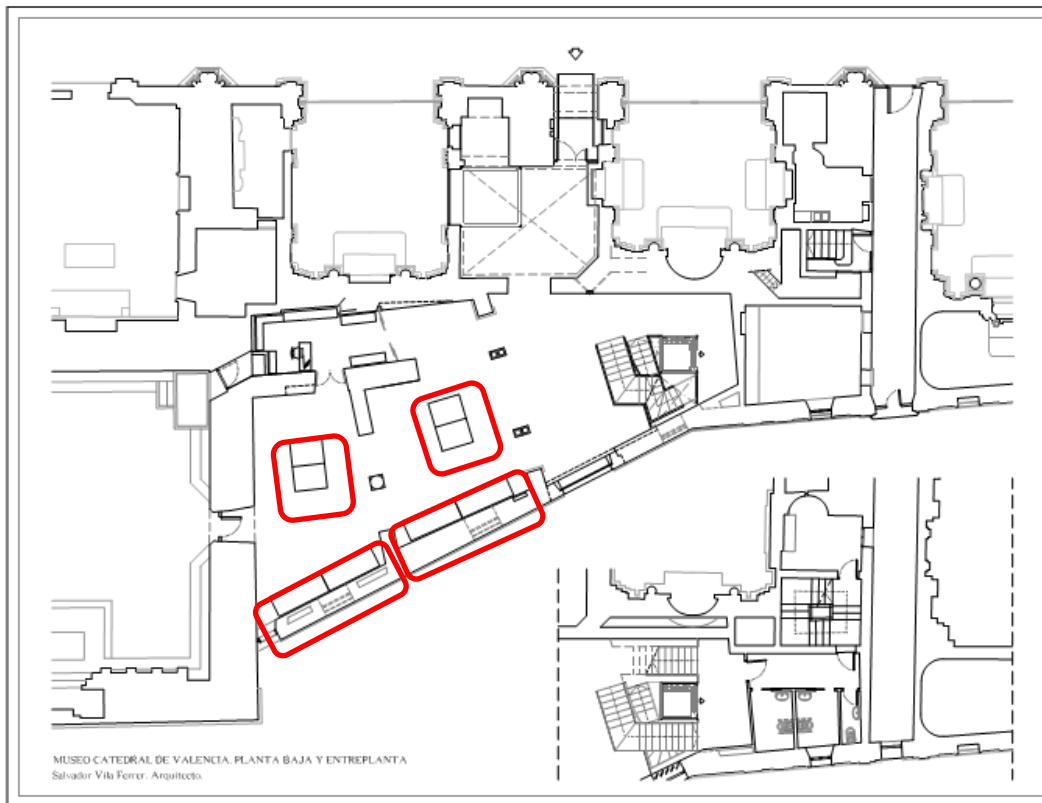 MUSEO CATEDRAL DE VALENCIA. PLANTA BAJA Y ENTREPLANTA
Salvador Vila Ferrer. Arquitecto.